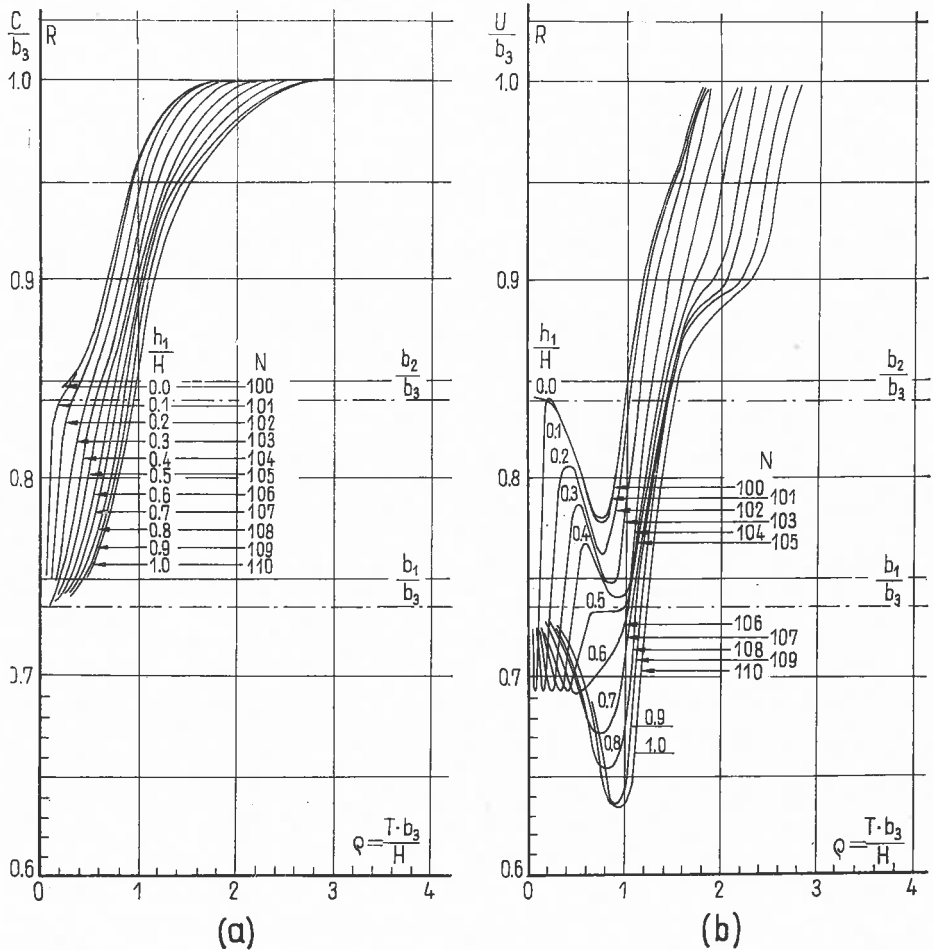 C/b₃ R
1.0
0.9
0.8
0.7
0.6
h₁/H N
0.0 100
0.1 101
0.2 102
0.3 103
0.4 104
0.5 105
0.6 106
0.7 107
0.8 108
0.9 109
1.0 110
b₂/b₃
b₁/b₃
ϱ = T·b₃/H
0 1 2 3 4
(a)
U/b₃ R
1.0
0.9
0.8
0.7
0.6
h₁/H
0.0
0.1
0.2
0.3
0.4
0.5
0.6
0.7
0.8
0.9
1.0
N
100
101
102
103
104
105
106
107
108
109
110
b₂/b₃
b₁/b₃
ϱ = T·b₃/H
0 1 2 3 4
(b)